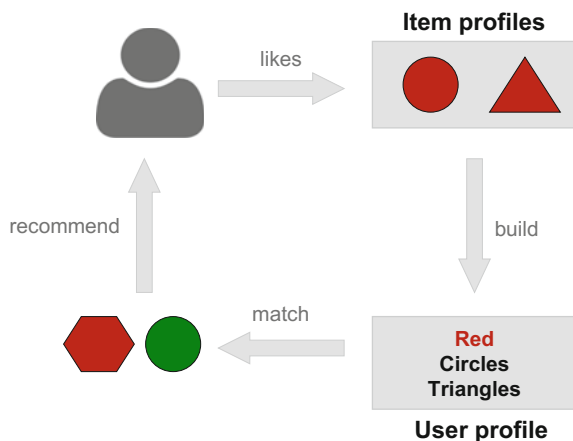 Item profiles
likes
recommend
build
match
Red
Circles
Triangles
User profile